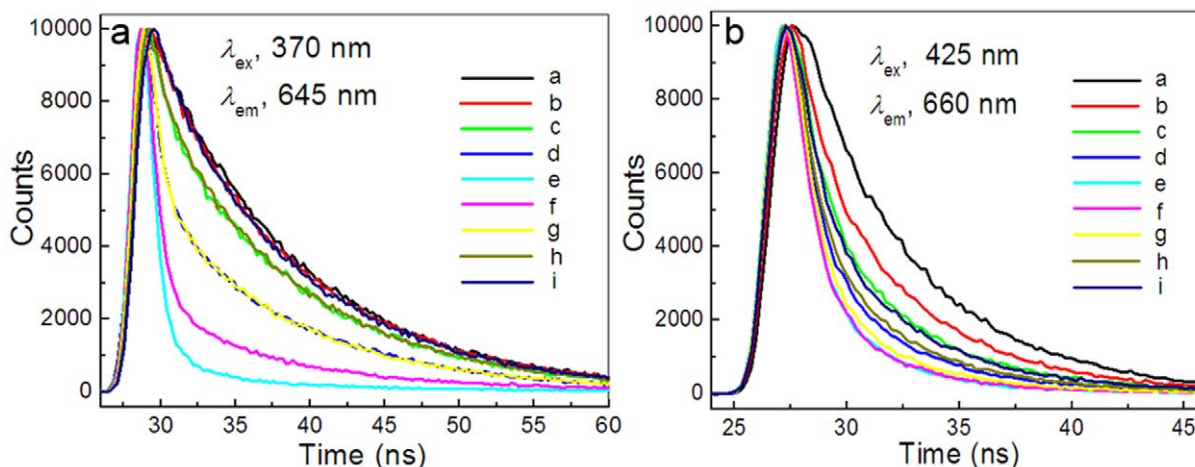 a
λex, 370 nm
λem, 645 nm
a
b
c
d
e
f
g
h
i
10000
8000
6000
4000
2000
0
Counts
30 35 40 45 50 55 60
Time (ns)
b
λex, 425 nm
λem, 660 nm
a
b
c
d
e
f
g
h
i
10000
8000
6000
4000
2000
0
Counts
25 30 35 40 45
Time (ns)